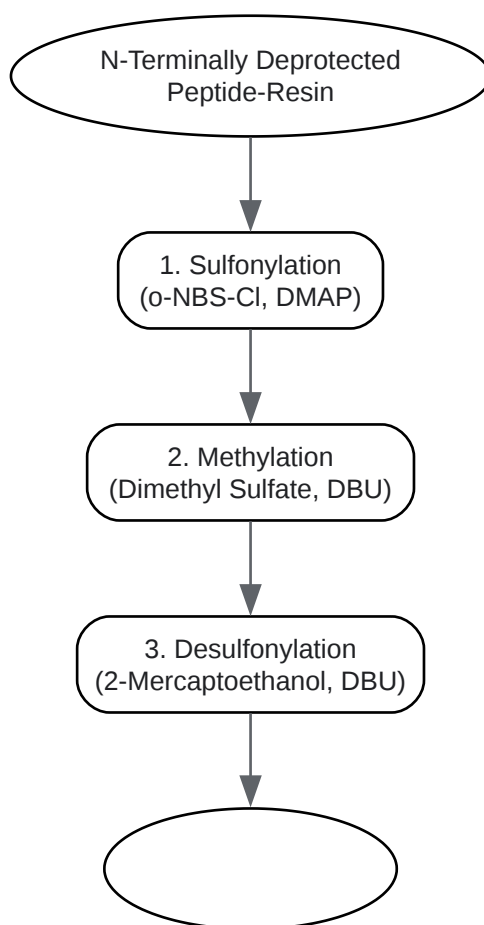 N-Terminally Deprotected
Peptide-Resin
1. Sulfonylation
(o-NBS-Cl, DMAP)
2. Methylation
(Dimethyl Sulfate, DBU)
3. Desulfonylation
(2-Mercaptoethanol, DBU)